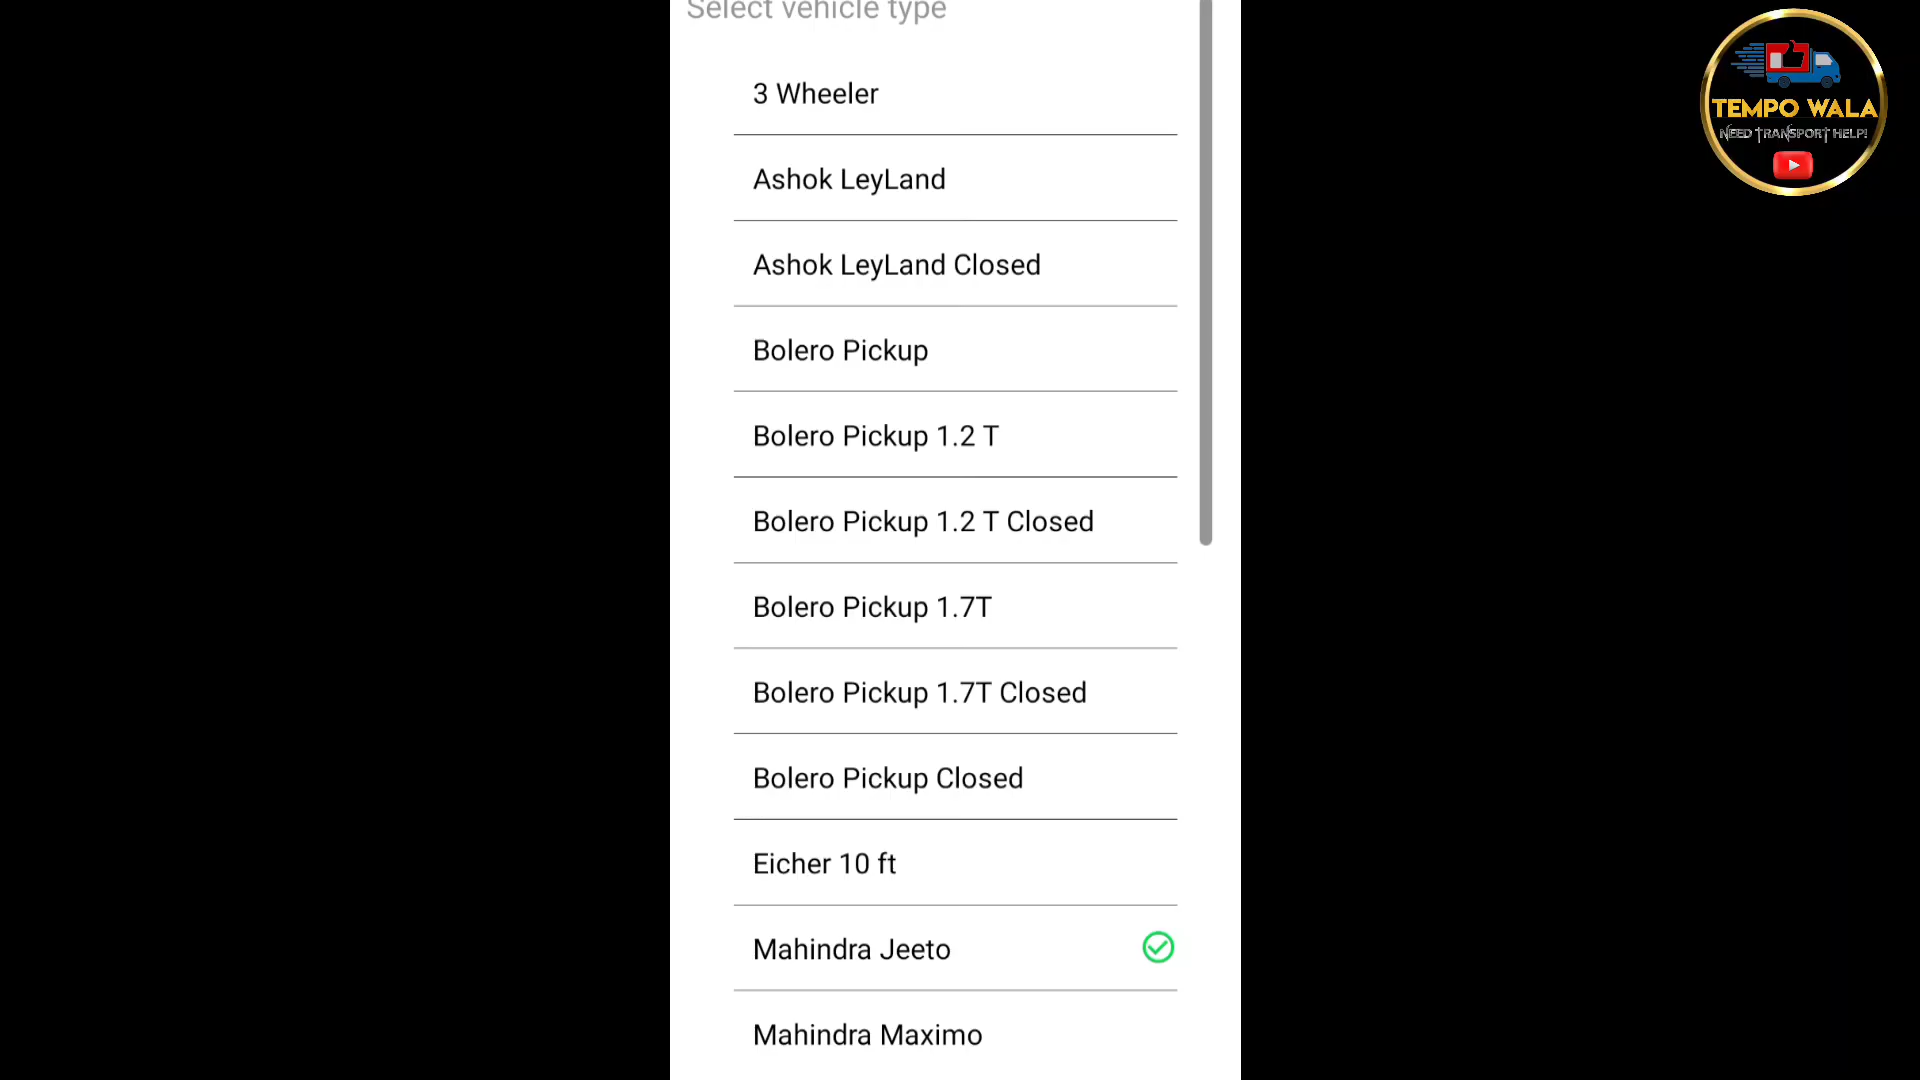 Select vehicle type
3 Wheeler
Ashok LeyLand
Ashok LeyLand Closed
Bolero Pickup
Bolero Pickup 1.2 T
Bolero Pickup 1.2 T Closed
Bolero Pickup 1.7T
Bolero Pickup 1.7T Closed
Bolero Pickup Closed
Eicher 10 ft
Mahindra Jeeto
Mahindra Maximo
TEMPO WALA
NEED TRANSPORT HELP!